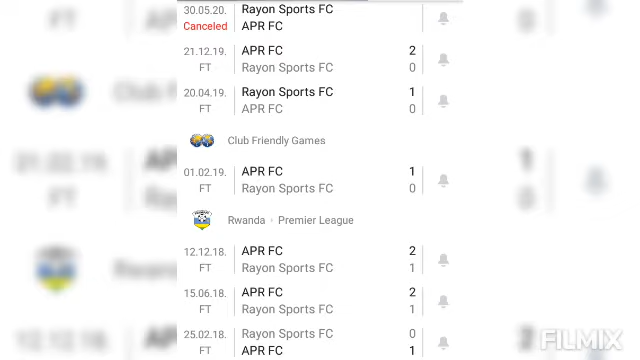 30.05.20. Rayon Sports FC
Canceled APR FC
21.12.19. APR FC 2
FT Rayon Sports FC 0
20.04.19. Rayon Sports FC 1
FT APR FC 0
Club Friendly Games
01.02.19. APR FC 1
FT Rayon Sports FC 0
Rwanda Premier League
12.12.18. APR FC 2
FT Rayon Sports FC 1
15.06.18. APR FC 2
FT Rayon Sports FC 1
25.02.18. Rayon Sports FC 0
FT APR FC 1
FILMIX